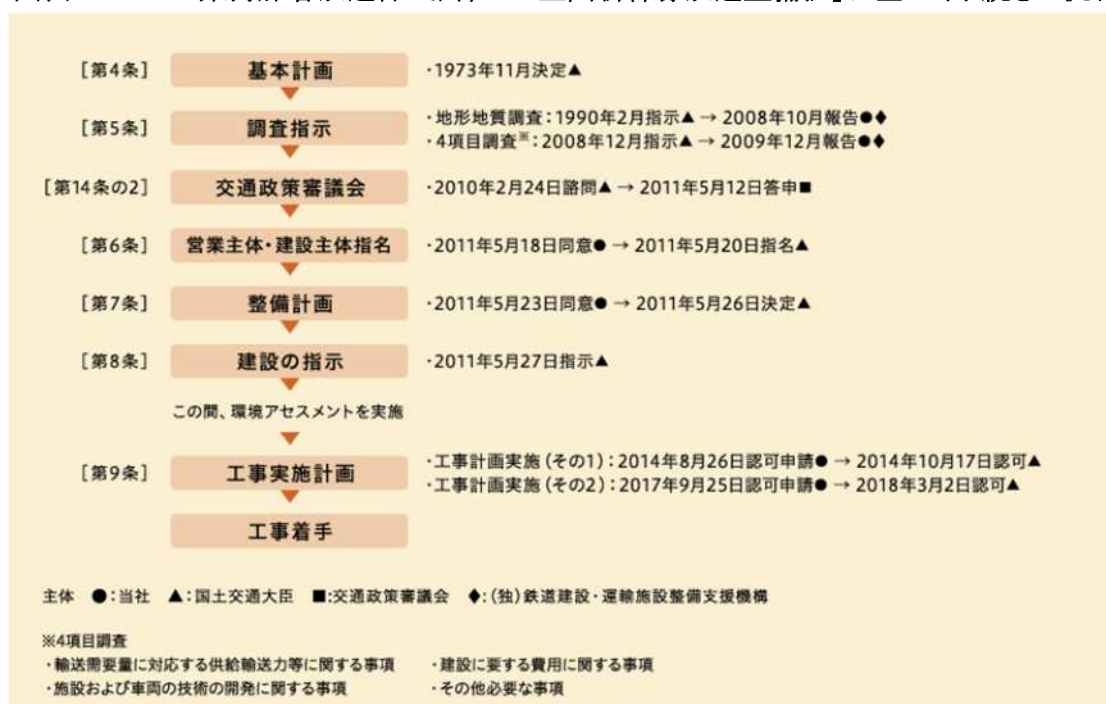 [第4条] 基本計画 ・1973年11月決定▲
[第5条] 調査指示 ・地形地質調査:1990年2月指示▲ → 2008年10月報告●◆
・4項目調査※:2008年12月指示▲ → 2009年12月報告●◆
[第14条の2] 交通政策審議会 ・2010年2月24日諮問▲ → 2011年5月12日答申■
[第6条] 営業主体・建設主体指名 ・2011年5月18日同意● → 2011年5月20日指名▲
[第7条] 整備計画 ・2011年5月23日同意● → 2011年5月26日決定▲
[第8条] 建設の指示 ・2011年5月27日指示▲
この間、環境アセスメントを実施
[第9条] 工事実施計画 ・工事計画実施(その1):2014年8月26日認可申請● → 2014年10月17日認可▲
・工事計画実施(その2):2017年9月25日認可申請● → 2018年3月2日認可▲
工事着手
主体 ●:当社 ▲:国土交通大臣 ■:交通政策審議会 ◆:(独)鉄道建設・運輸施設整備支援機構
※4項目調査
・輸送需要量に対応する供給輸送力等に関する事項 ・建設に要する費用に関する事項
・施設および車両の技術の開発に関する事項 ・その他必要な事項